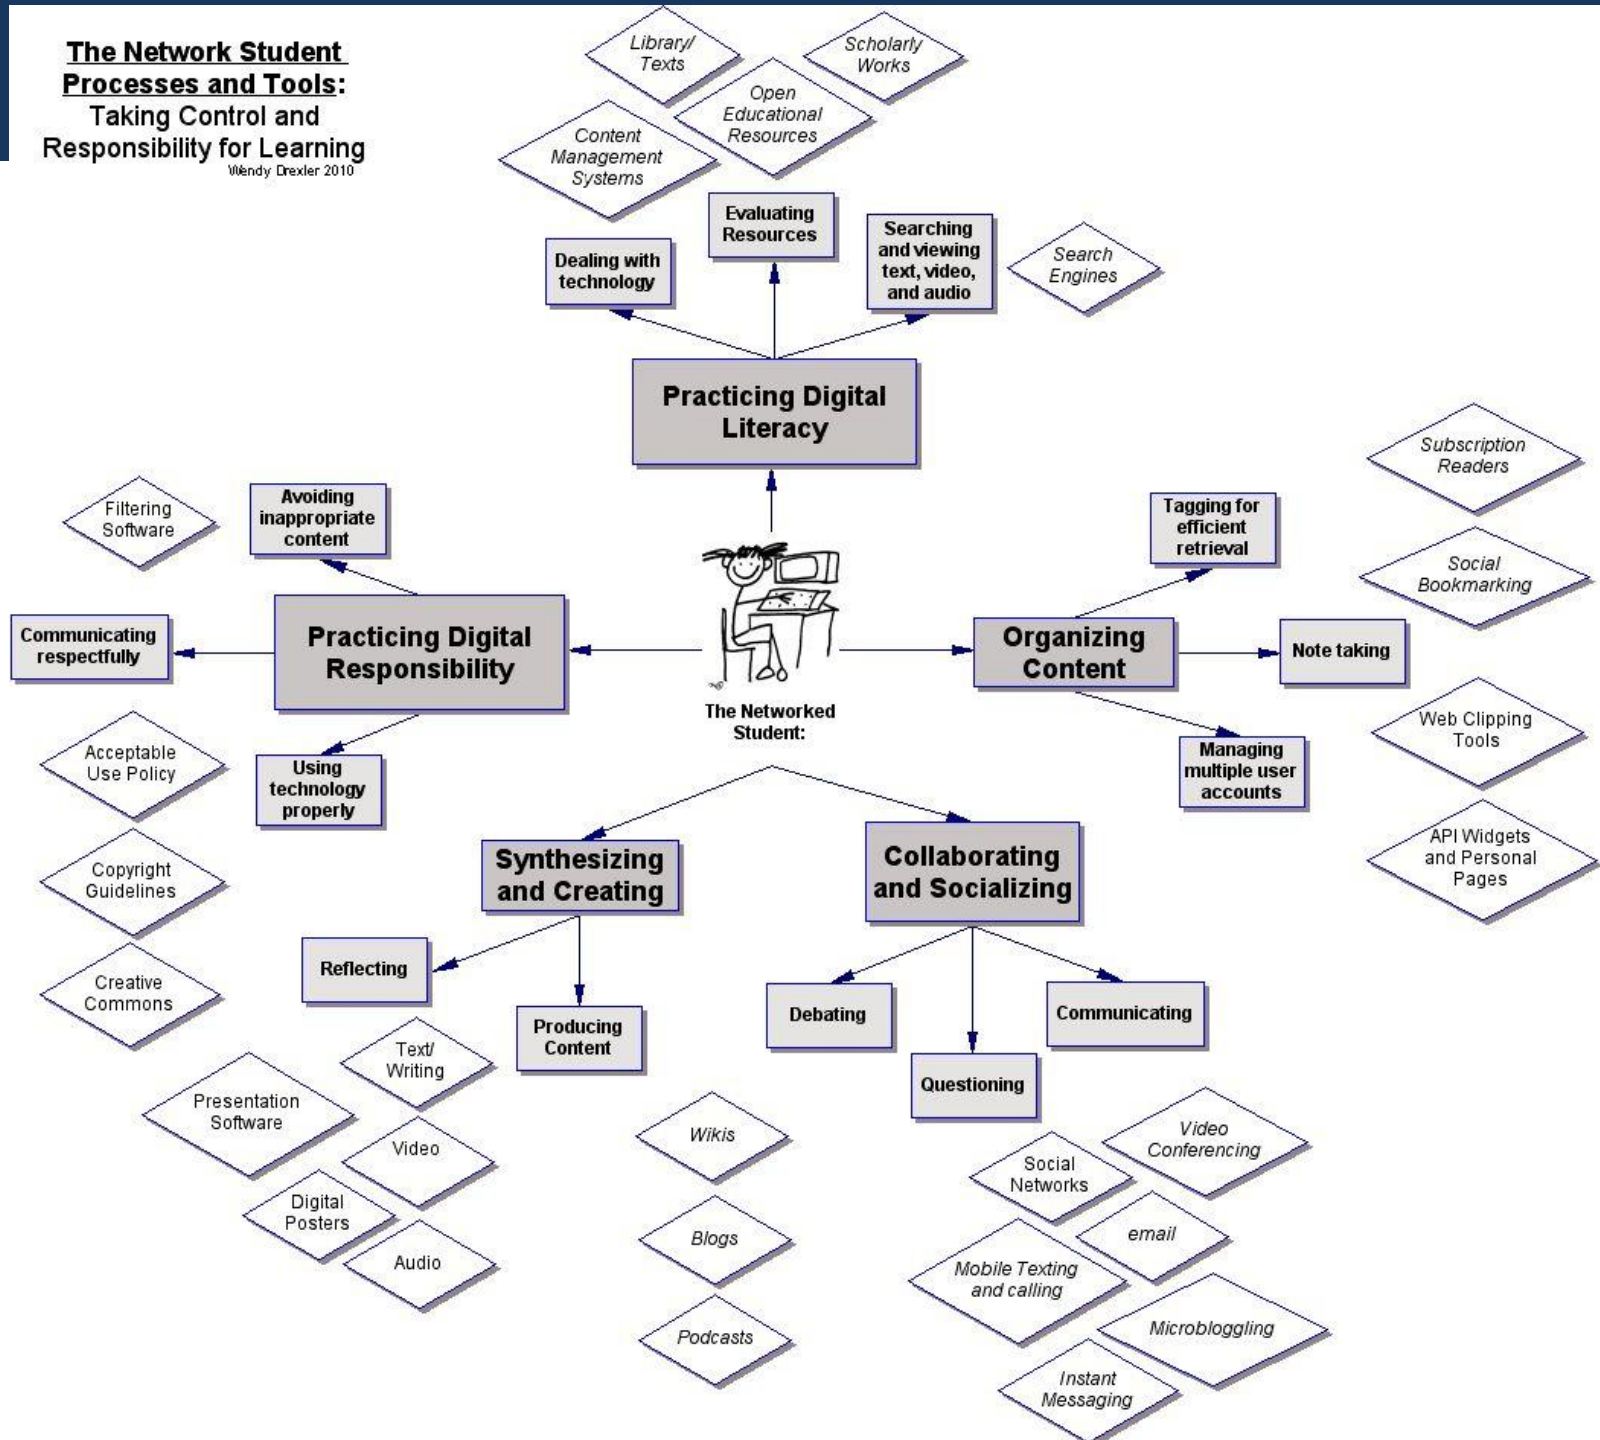 The Network Student
Processes and Tools:
Taking Control and
Responsibility for Learning
Wendy Drexler 2010
Library/
Texts
Scholarly
Works
Open
Educational
Resources
Content
Management
Systems
Evaluating
Resources
Dealing with
technology
Searching
and viewing
text, video,
and audio
Search
Engines
Practicing Digital
Literacy
Filtering
Software
Avoiding
inappropriate
content
Communicating
respectfully
Practicing Digital
Responsibility
Using
technology
properly
Acceptable
Use Policy
Copyright
Guidelines
Creative
Commons
The Networked
Student:
Organizing
Content
Tagging for
efficient
retrieval
Note taking
Managing
multiple user
accounts
Subscription
Readers
Social
Bookmarking
Web Clipping
Tools
API Widgets
and Personal
Pages
Synthesizing
and Creating
Reflecting
Producing
Content
Text/
Writing
Presentation
Software
Video
Digital
Posters
Audio
Collaborating
and Socializing
Debating
Questioning
Communicating
Wikis
Blogs
Podcasts
Video
Conferencing
Social
Networks
email
Mobile Texting
and calling
Microbloggling
Instant
Messaging